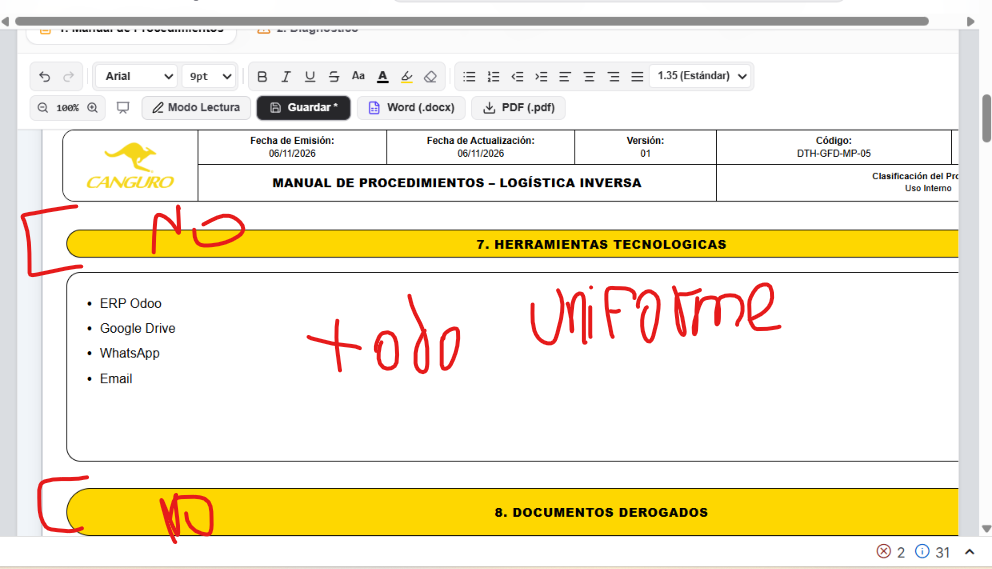 1. Manual de Procedimientos
2. Diagnóstico
Arial
9pt
B I U S Aa A
1.35 (Estándar)
100%
Modo Lectura
Guardar *
Word (.docx)
PDF (.pdf)
CANGURO
Fecha de Emisión:
06/11/2026
Fecha de Actualización:
06/11/2026
Versión:
01
Código:
DTH-GFD-MP-05
MANUAL DE PROCEDIMIENTOS – LOGÍSTICA INVERSA
Clasificación del Pro
Uso Interno
NO
7. HERRAMIENTAS TECNOLOGICAS
• ERP Odoo
• Google Drive
• WhatsApp
• Email
todo uniforme
NO
8. DOCUMENTOS DEROGADOS
2
31